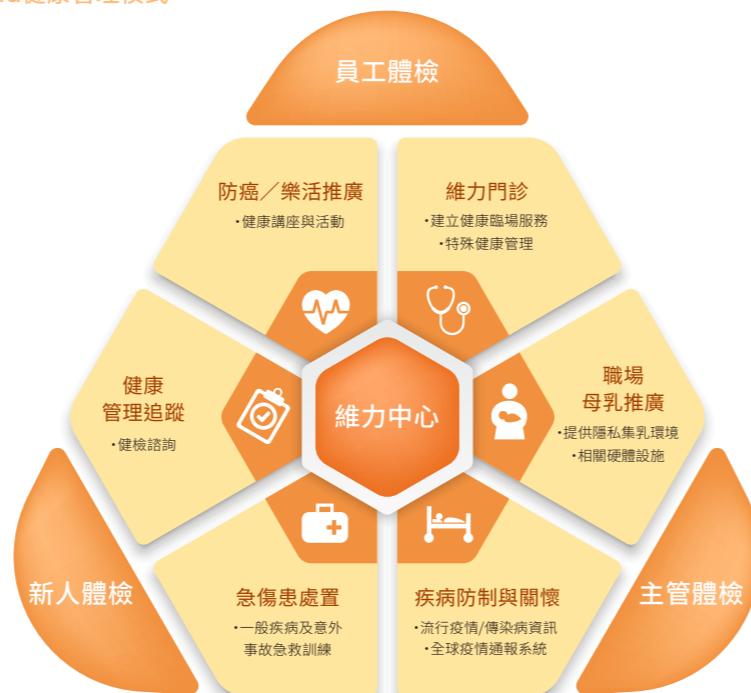 健康管理模式
員工體檢
防癌／樂活推廣
•健康講座與活動
維力門診
•建立健康臨場服務
•特殊健康管理
健康
管理追蹤
•健檢諮詢
維力中心
職場
母乳推廣
•提供隱私集乳環境
•相關硬體設施
新人體檢
急傷患處置
•一般疾病及意外
事故急救訓練
疾病防制與關懷
•流行疫情/傳染病資訊
•全球疫情通報系統
主管體檢